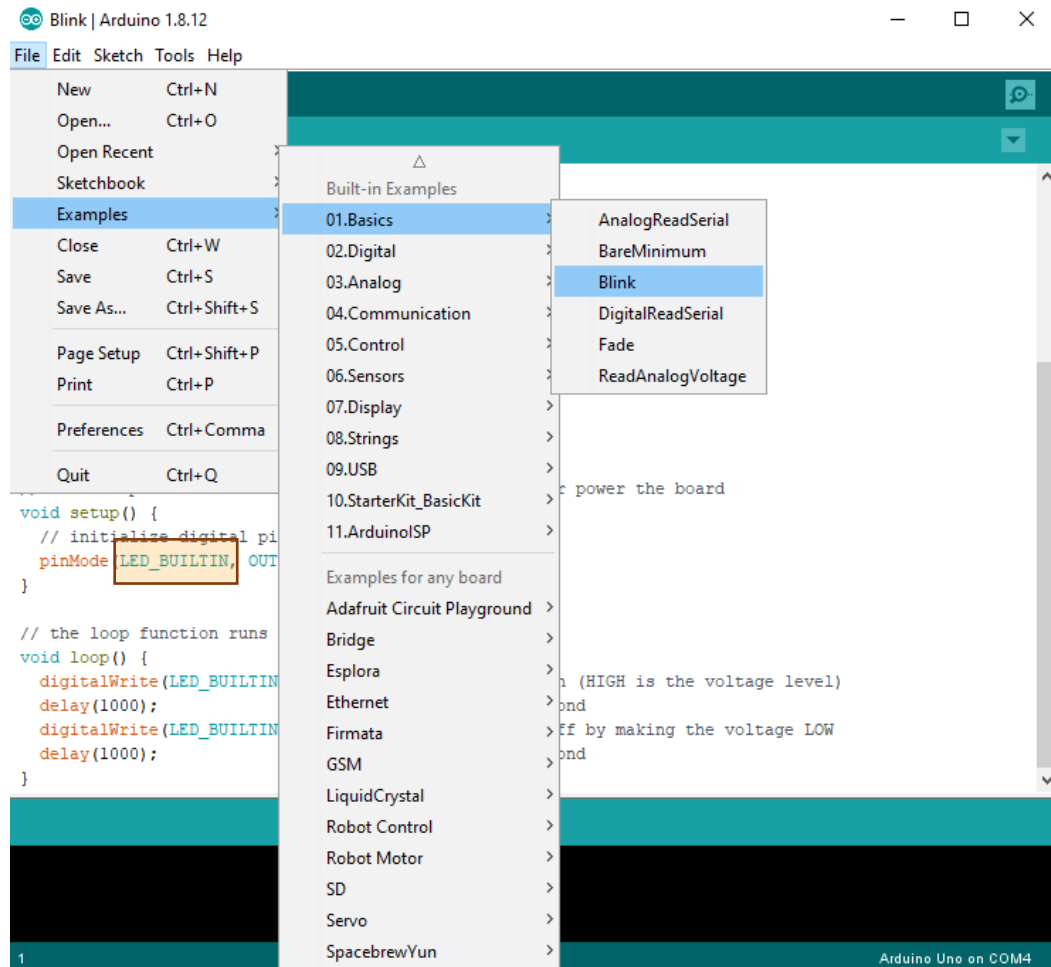 Blink | Arduino 1.8.12
File Edit Sketch Tools Help
New Ctrl+N
Open... Ctrl+O
Open Recent
Sketchbook
Examples
Close Ctrl+W
Save Ctrl+S
Save As... Ctrl+Shift+S
Page Setup Ctrl+Shift+P
Print Ctrl+P
Preferences Ctrl+Comma
Quit Ctrl+Q
Built-in Examples
01.Basics
02.Digital
03.Analog
04.Communication
05.Control
06.Sensors
07.Display
08.Strings
09.USB
10.StarterKit_BasicKit
11.ArduinoISP
Examples for any board
Adafruit Circuit Playground
Bridge
Esplora
Ethernet
Firmata
GSM
LiquidCrystal
Robot Control
Robot Motor
SD
Servo
SpacebrewYun
AnalogReadSerial
BareMinimum
Blink
DigitalReadSerial
Fade
ReadAnalogVoltage
power the board
void setup() {
// initialize digital pi
pinMode(LED_BUILTIN, OUT
}
// the loop function runs
void loop() {
digitalWrite(LED_BUILTIN (HIGH is the voltage level)
delay(1000); ond
digitalWrite(LED_BUILTIN ff by making the voltage LOW
delay(1000); ond
}
1 Arduino Uno on COM4